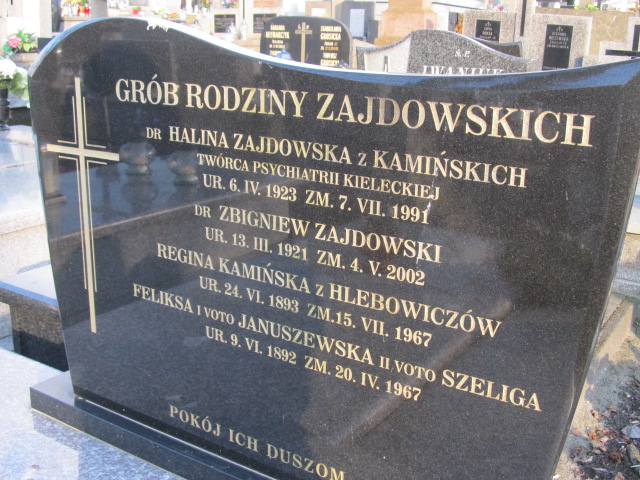 GRÓB RODZINY ZAJDOWSKICH
DR HALINA ZAJDOWSKA Z KAMIŃSKICH
TWÓRCA PSYCHIATRII KIELECKIEJ
UR. 6. IV. 1923 ZM. 7. VII. 1991
DR ZBIGNIEW ZAJDOWSKI
UR. 13. III. 1921 ZM. 4. V. 2002
REGINA KAMIŃSKA Z HLEBOWICZÓW
UR. 24. VI. 1893 ZM. 15. VII. 1967
FELIKSA I VOTO JANUSZEWSKA II VOTO SZELIGA
UR. 9. VI. 1892 ZM. 20. IV. 1967
POKÓJ ICH DUSZOM